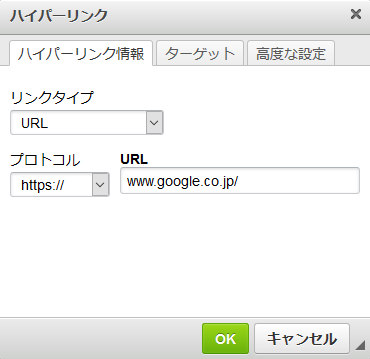 ハイパーリンク
ハイパーリンク情報 ターゲット 高度な設定
リンクタイプ
URL
プロトコル URL
https:// www.google.co.jp/
OK キャンセル